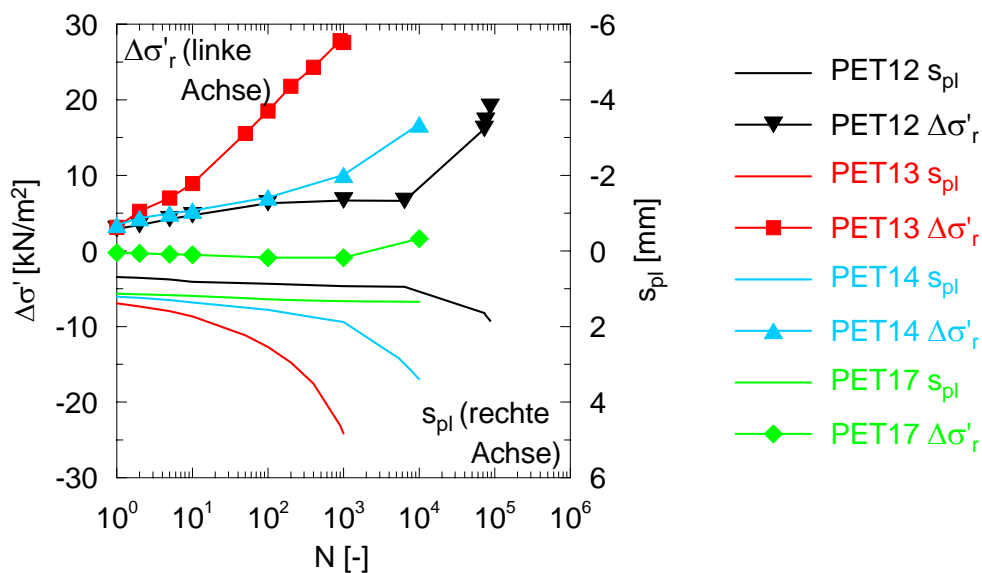 30
20
10
0
-10
-20
-30
Δσ' [kN/m²]
Δσ'r (linke
Achse)
spl (rechte
Achse)
-6
-4
-2
0
2
4
6
spl [mm]
10⁰ 10¹ 10² 10³ 10⁴ 10⁵ 10⁶
N [-]
PET12 spl
PET12 Δσ'r
PET13 spl
PET13 Δσ'r
PET14 spl
PET14 Δσ'r
PET17 spl
PET17 Δσ'r